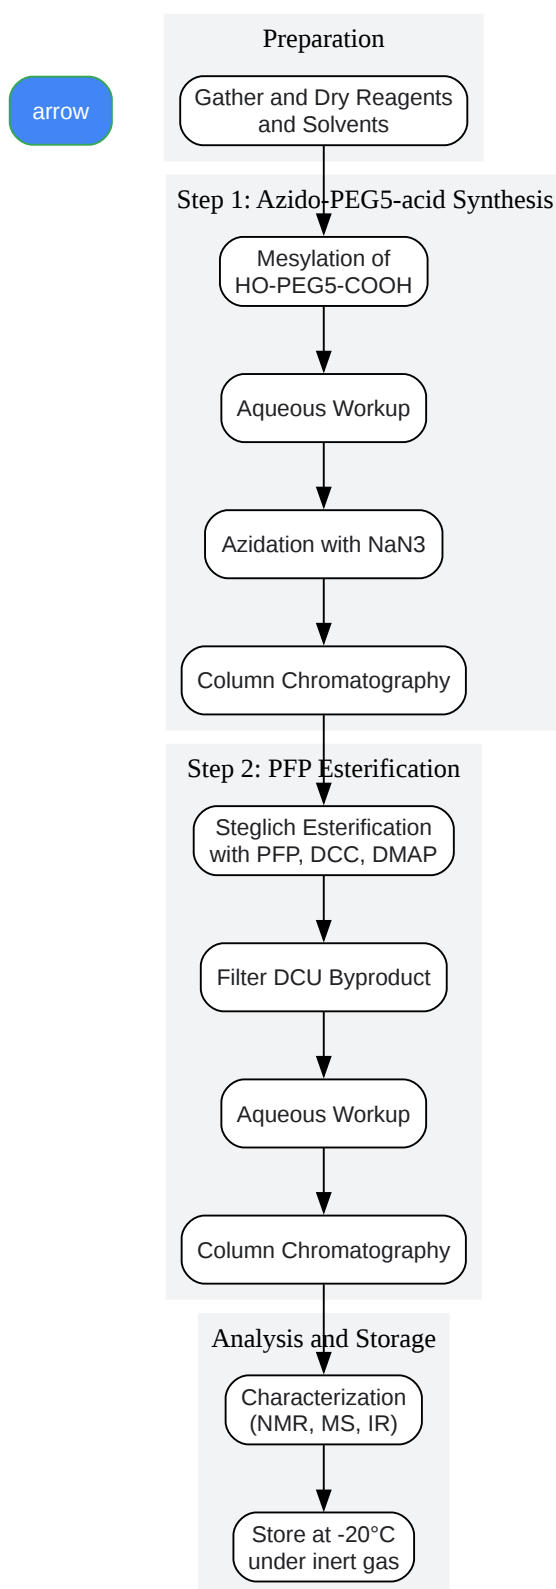 Preparation
arrow
Gather and Dry Reagents
and Solvents
Step 1: Azido-PEG5-acid Synthesis
Mesylation of
HO-PEG5-COOH
Aqueous Workup
Azidation with NaN3
Column Chromatography
Step 2: PFP Esterification
Steglich Esterification
with PFP, DCC, DMAP
Filter DCU Byproduct
Aqueous Workup
Column Chromatography
Analysis and Storage
Characterization
(NMR, MS, IR)
Store at -20°C
under inert gas